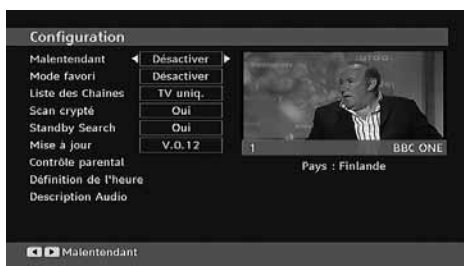 Configuration
Malentendant Désactiver
Mode favori Désactiver
Liste des Chaînes TV uniq.
Scan crypté Oui
Standby Search Oui
Mise à jour V.0.12
Contrôle parental
Définition de l'heure
Description Audio
1 BBC ONE
Pays : Finlande
Malentendant